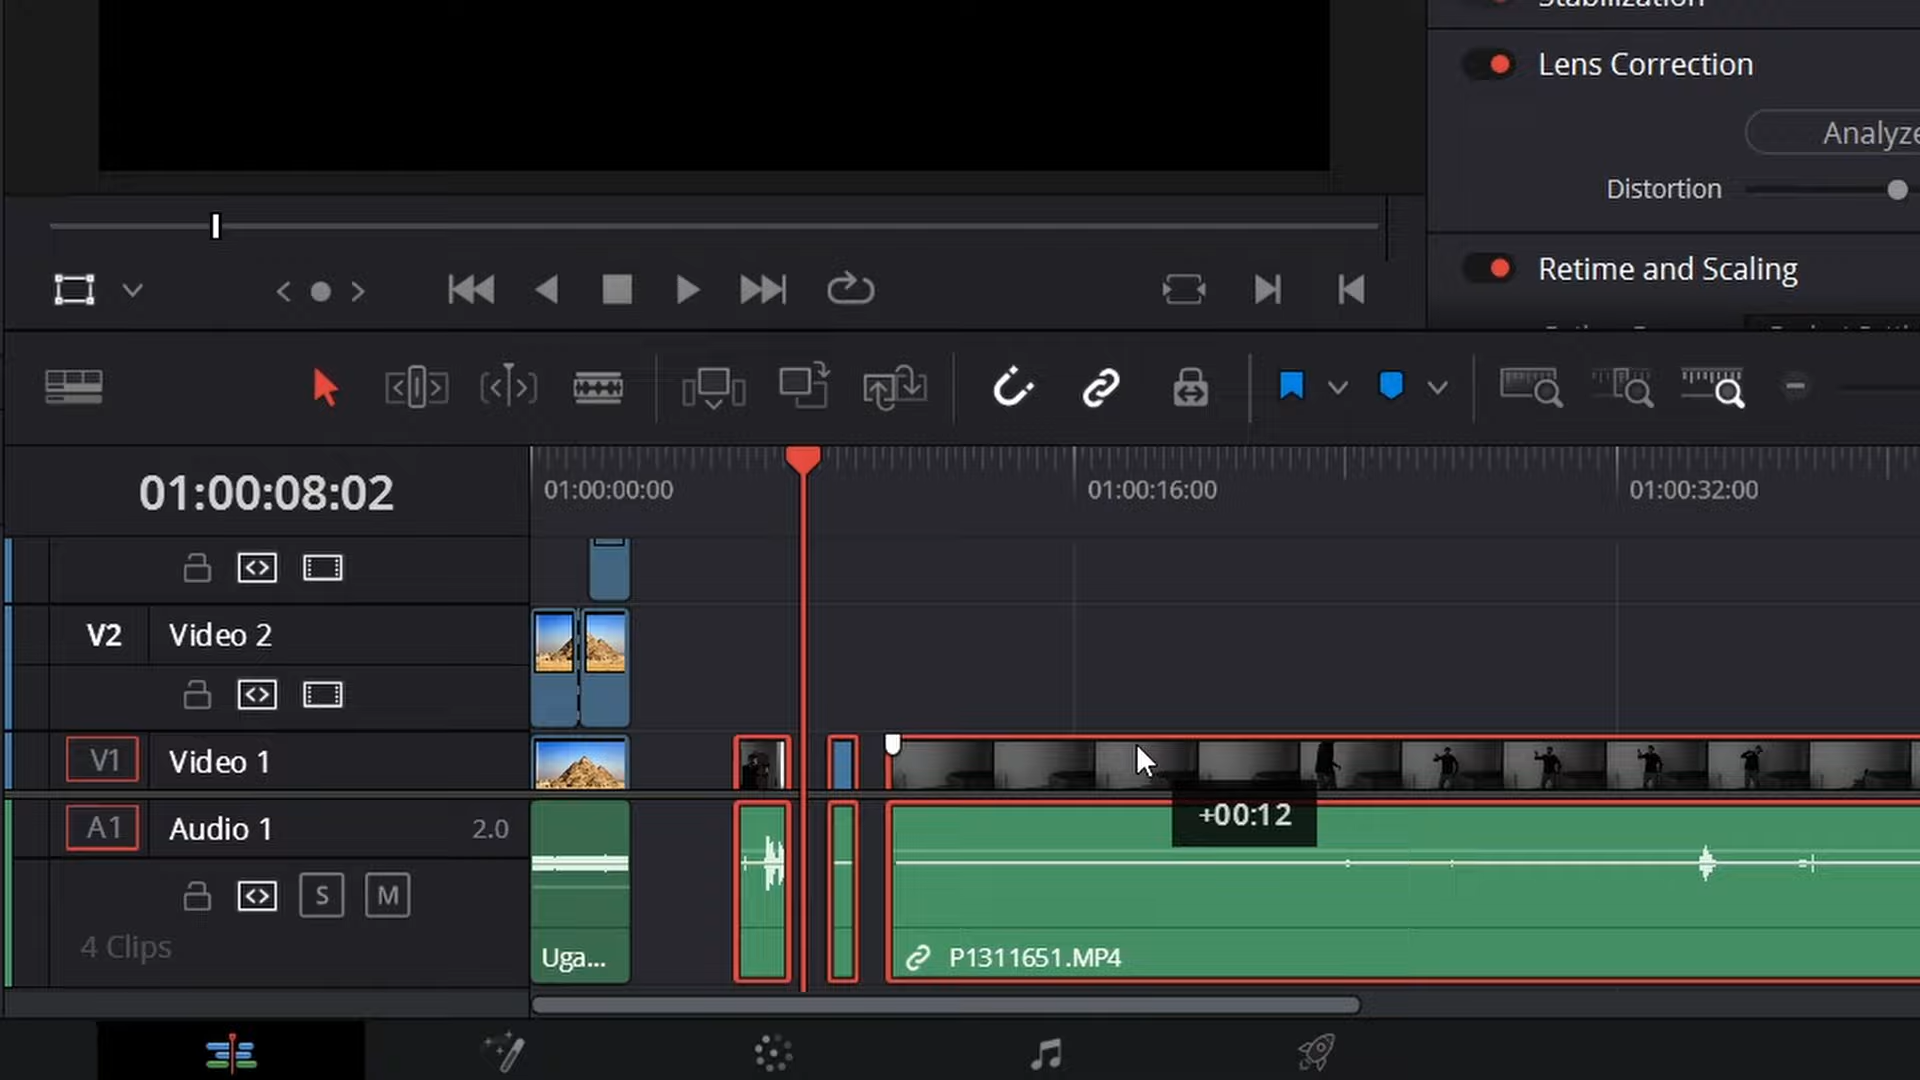 Stabilization
Lens Correction
Analyze
Distortion
Retime and Scaling
01:00:08:02
01:00:00:00
01:00:16:00
01:00:32:00
V2
Video 2
V1
Video 1
+00:12
A1
Audio 1
2.0
S
M
4 Clips
Uga...
P1311651.MP4